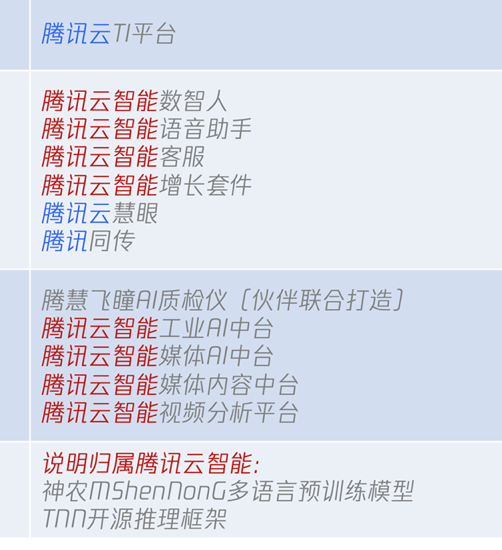 腾讯云TI平台
腾讯云智能数智人
腾讯云智能语音助手
腾讯云智能客服
腾讯云智能增长套件
腾讯云慧眼
腾讯同传
腾慧飞瞳AI质检仪（伙伴联合打造）
腾讯云智能工业AI中台
腾讯云智能媒体AI中台
腾讯云智能媒体内容中台
腾讯云智能视频分析平台
说明归属腾讯云智能：
神农MShenNonG多语言预训练模型
TNN开源推理框架